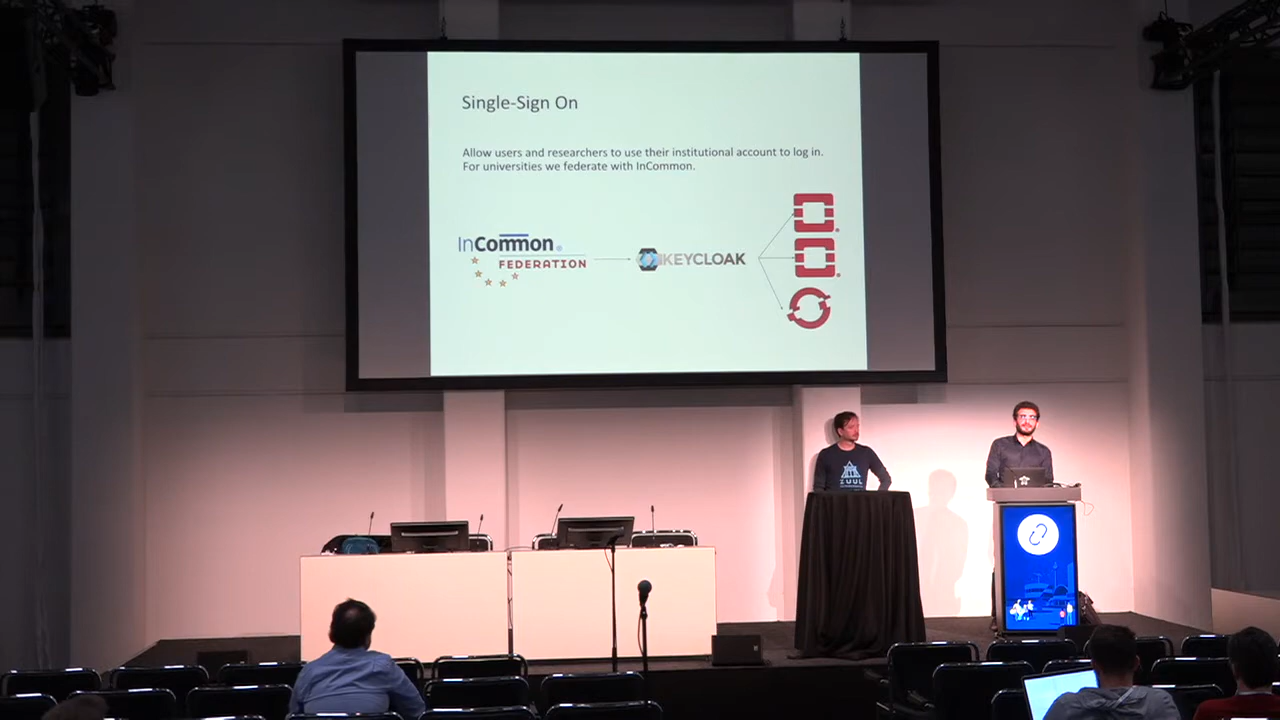 Single-Sign On
Allow users and researchers to use their institutional account to log in.
For universities we federate with InCommon.
InCommon®
FEDERATION
KEYCLOAK
ZUUL